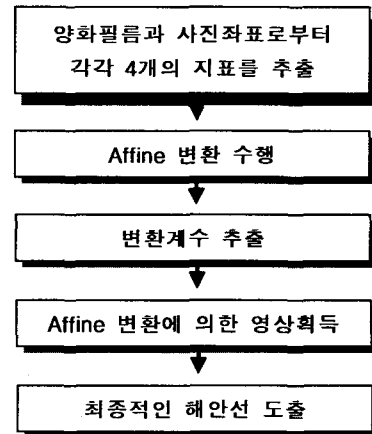 양화필름과 사진좌표로부터
각각 4개의 지표를 추출
Affine 변환 수행
변환계수 추출
Affine 변환에 의한 영상획득
최종적인 해안선 도출